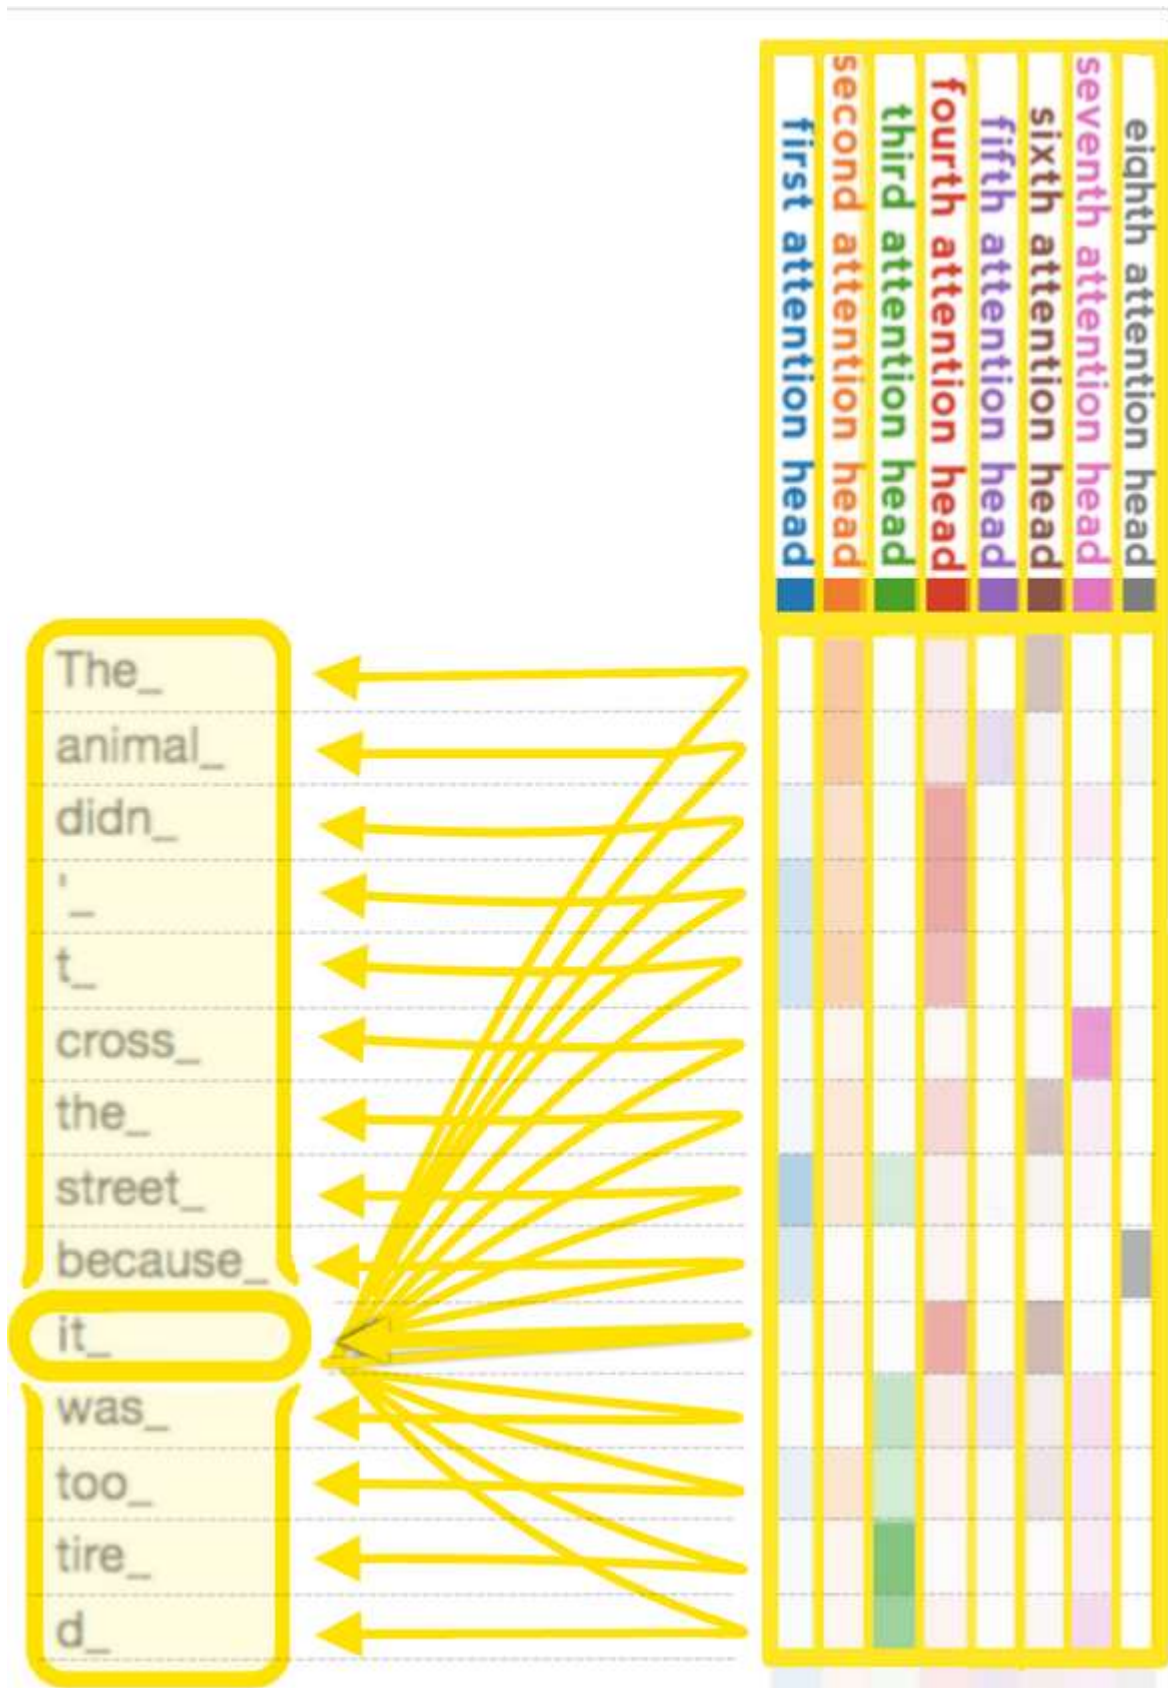 first attention head
second attention head
third attention head
fourth attention head
fifth attention head
sixth attention head
seventh attention head
eighth attention head
The_
animal_
didn_
'_
t_
cross_
the_
street_
because_
it_
was_
too_
tire_
d_